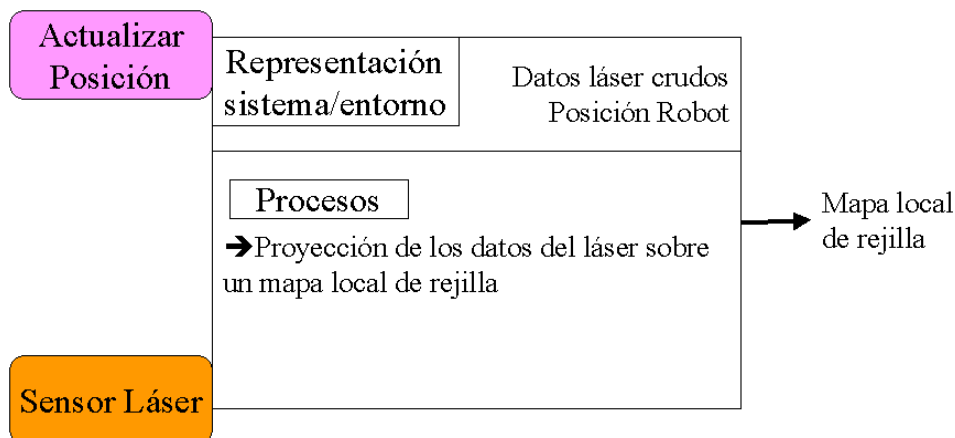 Actualizar
Posición
Representación
sistema/entorno
Datos láser crudos
Posición Robot
Procesos
➔Proyección de los datos del láser sobre
un mapa local de rejilla
Mapa local
de rejilla
Sensor Láser